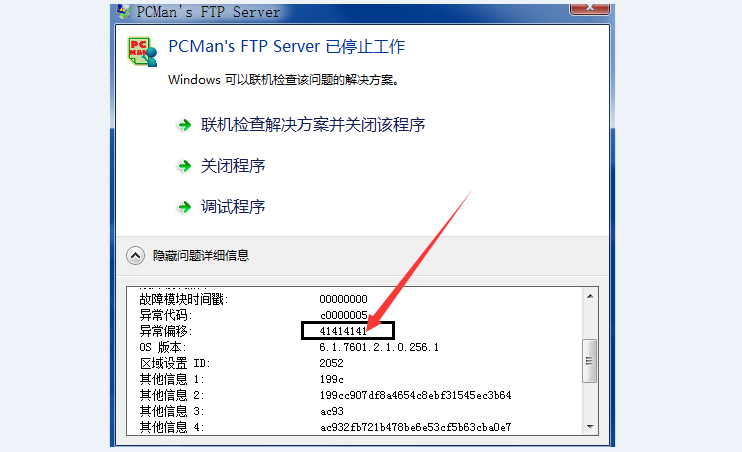 PCMan's FTP Server
PCMan's FTP Server 已停止工作
Windows 可以联机检查该问题的解决方案。
联机检查解决方案并关闭该程序
关闭程序
调试程序
隐藏问题详细信息
故障模块时间戳: 00000000
异常代码: c0000005
异常偏移: 41414141
OS 版本: 6.1.7601.2.1.0.256.1
区域设置 ID: 2052
其他信息 1: 199c
其他信息 2: 199cc907df8a4654c8ebf31545ec3b64
其他信息 3: ac93
其他信息 4: ac932fb721b478be6e53cf5b63cba0e7